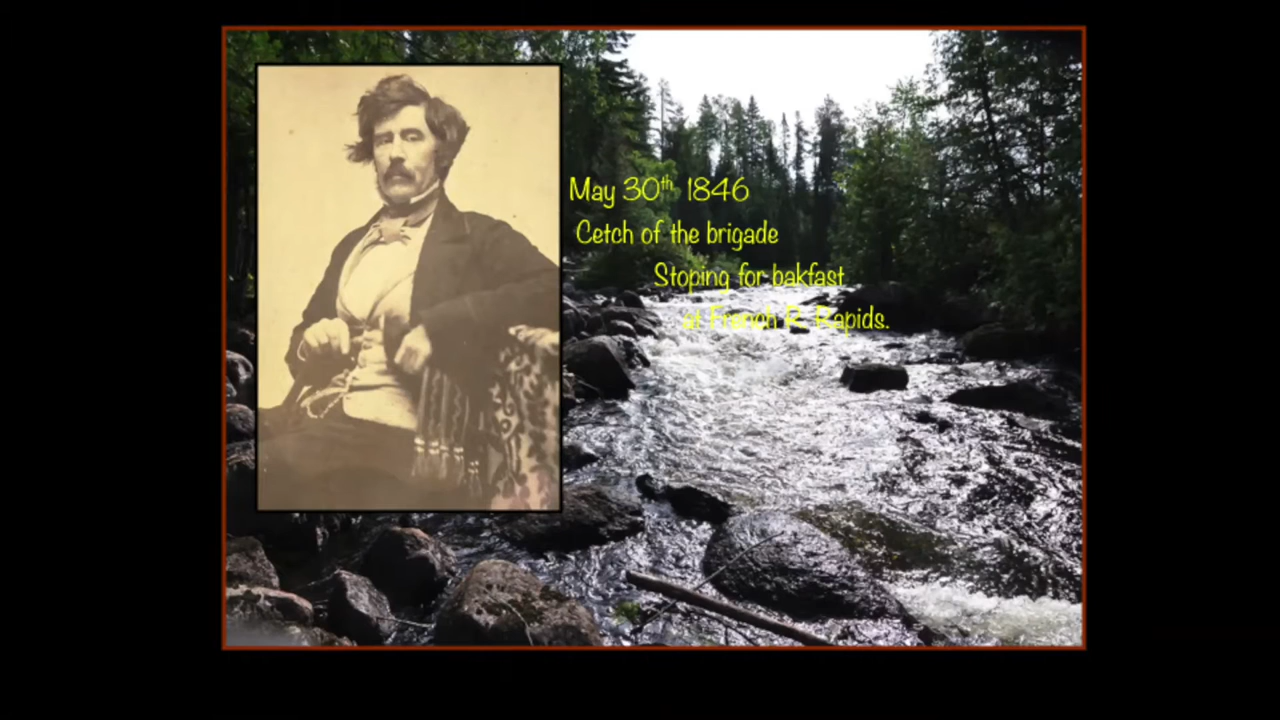 May 30th 1846
Cetch of the brigade
Stoping for bakfast
at French R. Rapids.